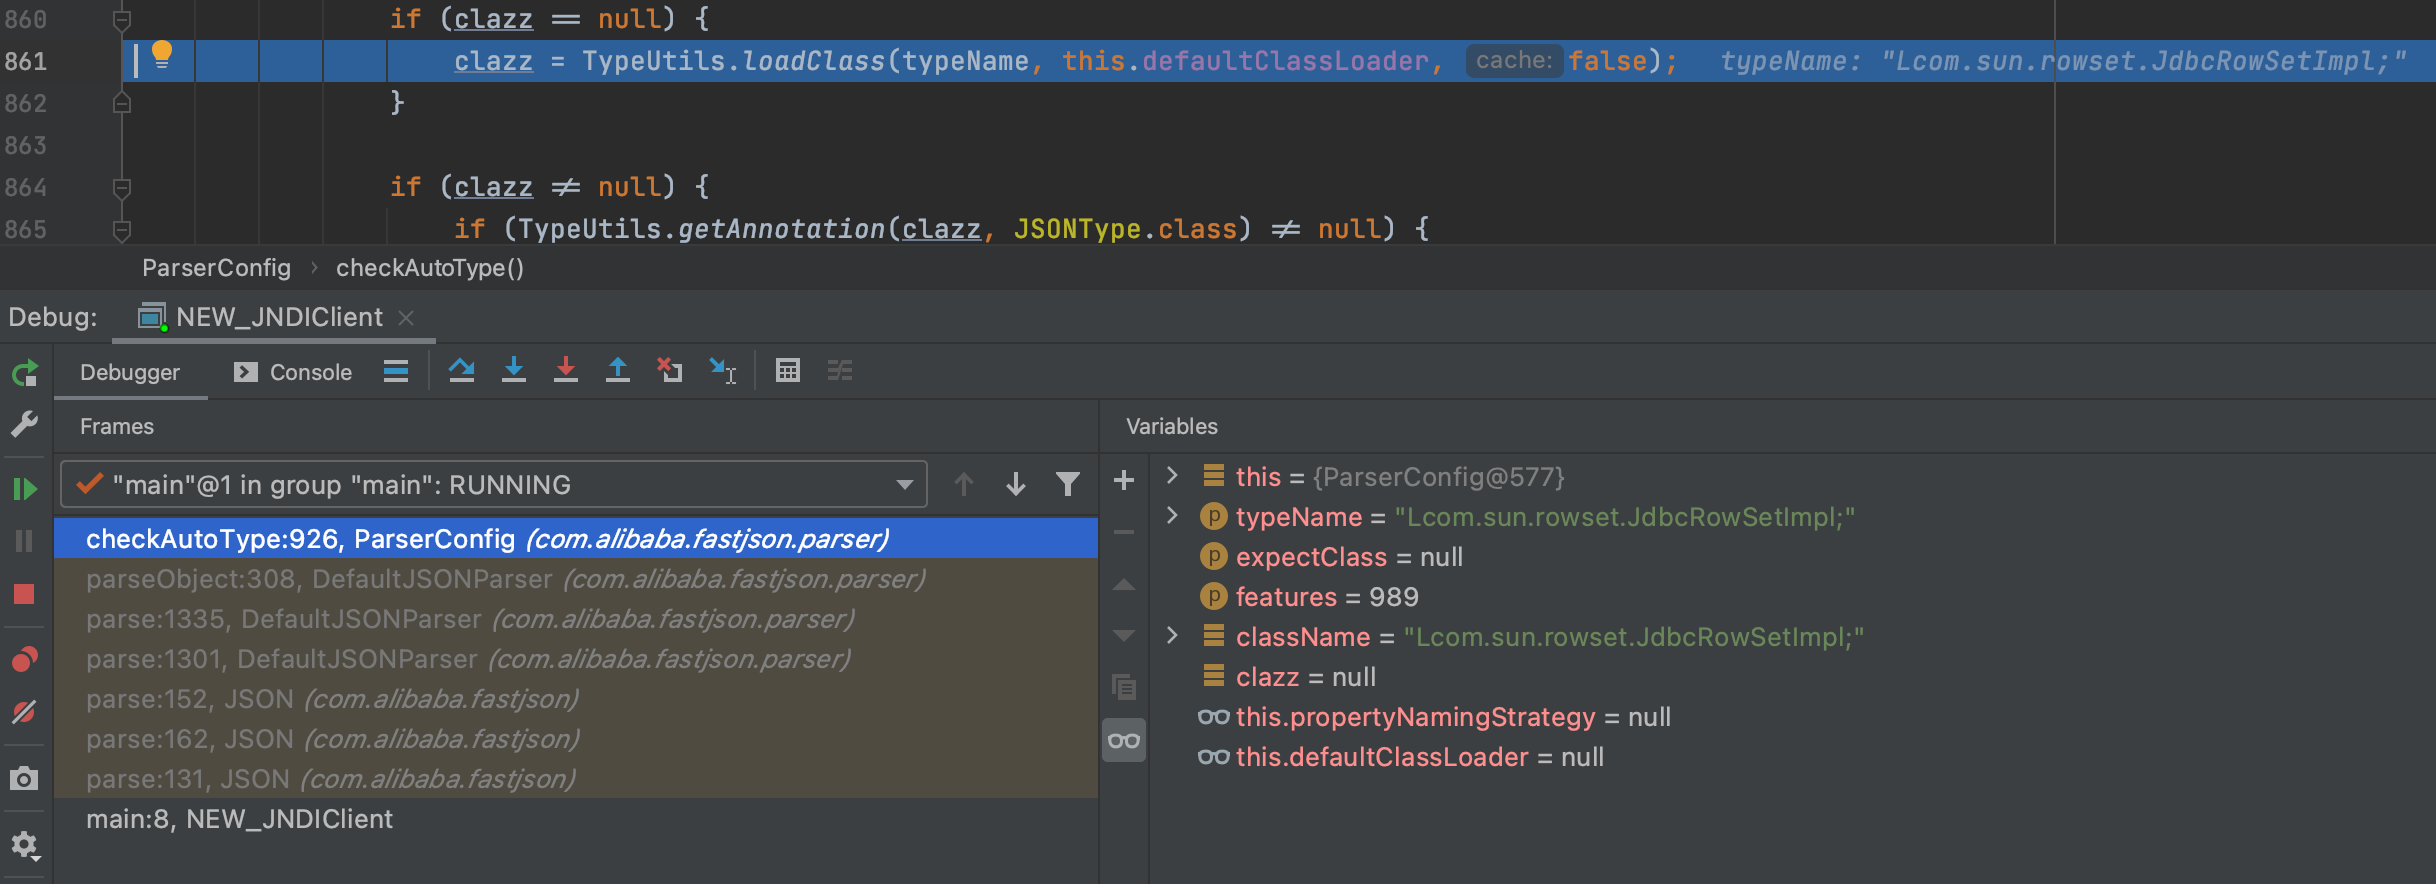 860 if (clazz == null) {
861 clazz = TypeUtils.loadClass(typeName, this.defaultClassLoader, cache: false); typeName: "Lcom.sun.rowset.JdbcRowSetImpl;"
862 }
863
864 if (clazz != null) {
865 if (TypeUtils.getAnnotation(clazz, JSONType.class) != null) {
ParserConfig › checkAutoType()
Debug: NEW_JNDIClient
Debugger Console
Frames
"main"@1 in group "main": RUNNING
checkAutoType:926, ParserConfig (com.alibaba.fastjson.parser)
parseObject:308, DefaultJSONParser (com.alibaba.fastjson.parser)
parse:1335, DefaultJSONParser (com.alibaba.fastjson.parser)
parse:1301, DefaultJSONParser (com.alibaba.fastjson.parser)
parse:152, JSON (com.alibaba.fastjson)
parse:162, JSON (com.alibaba.fastjson)
parse:131, JSON (com.alibaba.fastjson)
main:8, NEW_JNDIClient
Variables
this = {ParserConfig@577}
p typeName = "Lcom.sun.rowset.JdbcRowSetImpl;"
p expectClass = null
p features = 989
className = "Lcom.sun.rowset.JdbcRowSetImpl;"
clazz = null
this.propertyNamingStrategy = null
this.defaultClassLoader = null